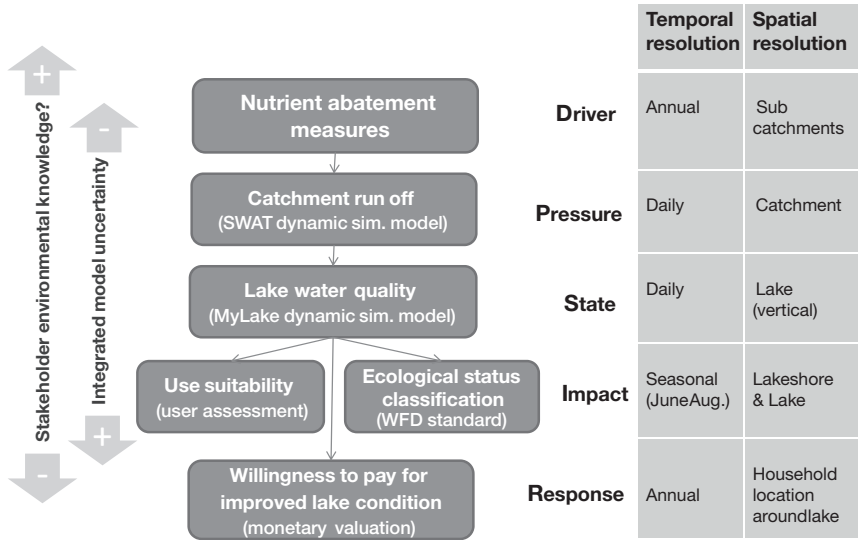 Temporal resolution
Spatial resolution
Stakeholder environmental knowledge?
+
-
Integrated model uncertainty
-
+
Nutrient abatement
measures
Driver
Annual
Sub
catchments
Catchment run off
(SWAT dynamic sim. model)
Pressure
Daily
Catchment
Lake water quality
(MyLake dynamic sim. model)
State
Daily
Lake
(vertical)
Use suitability
(user assessment)
Ecological status
classification
(WFD standard)
Impact
Seasonal
(JuneAug.)
Lakeshore
& Lake
Willingness to pay for
improved lake condition
(monetary valuation)
Response
Annual
Household
location
aroundlake